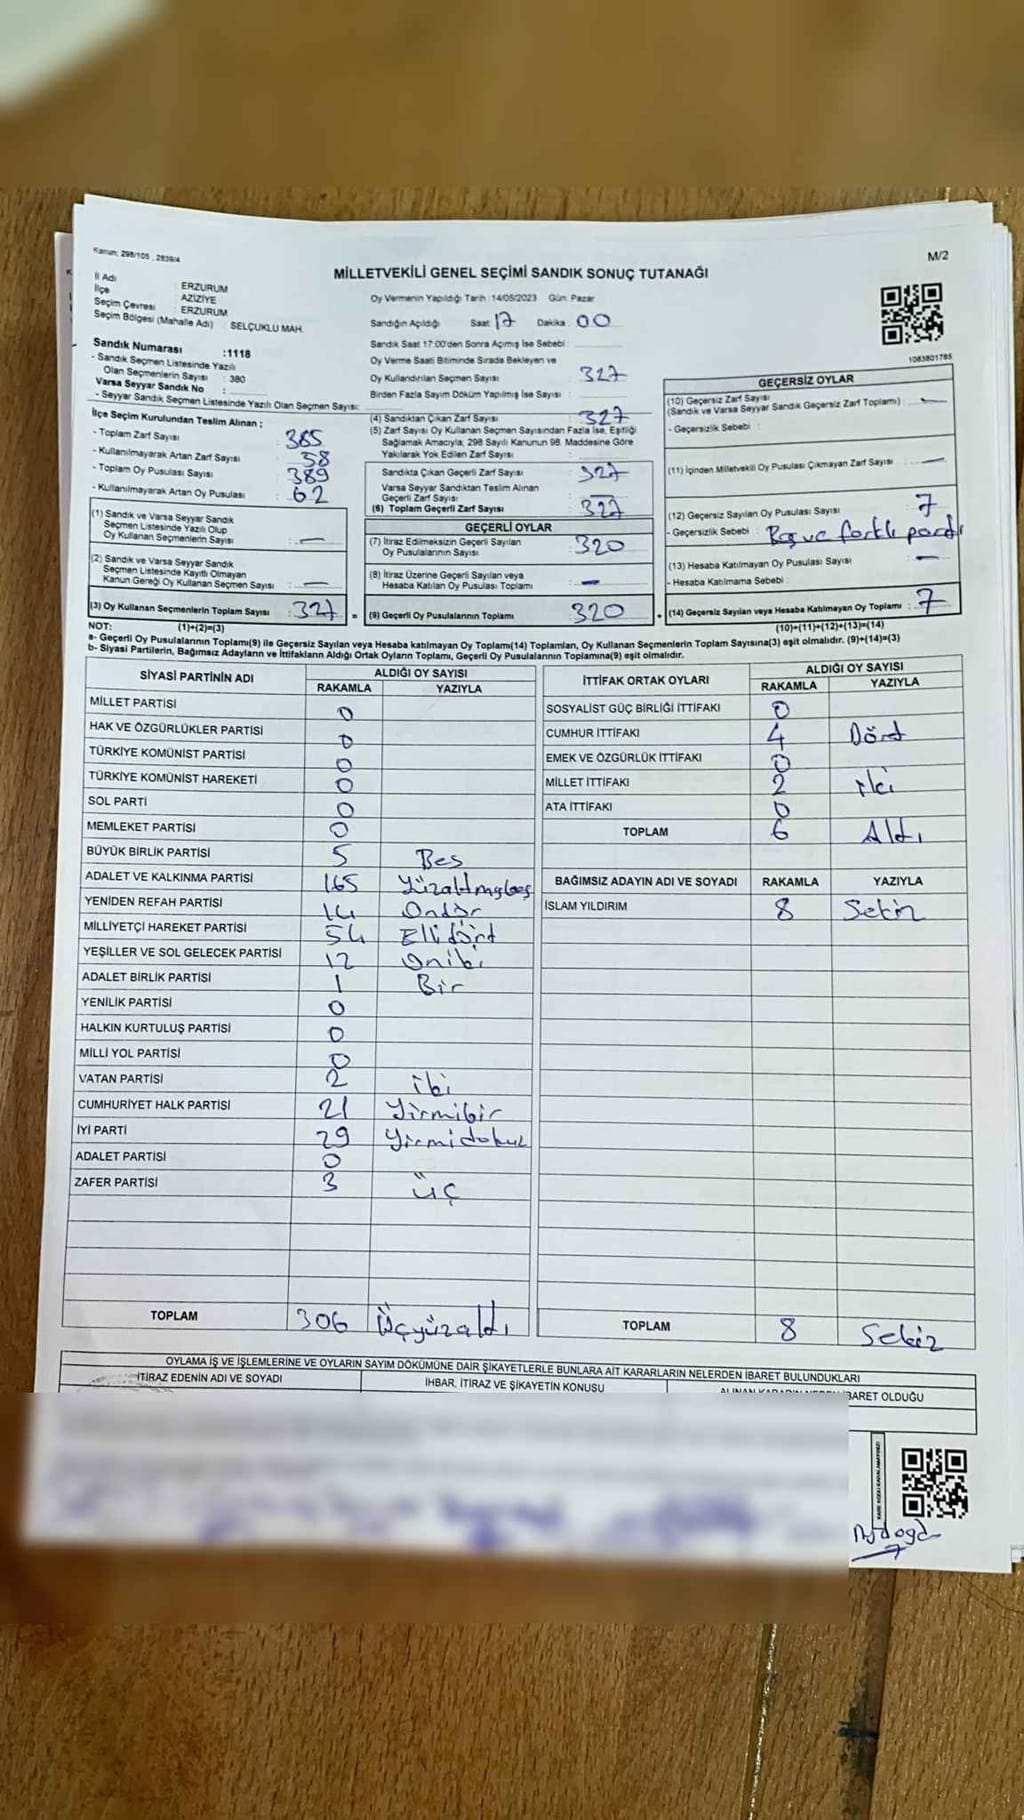 Kanun: 298/105 , 2839/4
M/2
MİLLETVEKİLİ GENEL SEÇİMİ SANDIK SONUÇ TUTANAĞI
İl Adı : ERZURUM
İlçe : AZİZİYE
Seçim Çevresi : ERZURUM
Seçim Bölgesi (Mahalle Adı) : SELÇUKLU MAH.
Oy Vermenin Yapıldığı Tarih :14/05/2023 Gün: Pazar
Sandığın Açıldığı Saat: 17 Dakika: 00
Sandık Saat 17:00'den Sonra Açımış İse Sebebi :
Oy Verme Saati Bitiminde Sırada Bekleyen ve
Oy Kullandırılan Seçmen Sayısı : 327
Birden Fazla Sayım Döküm Yapılmış İse Sayısı :
1083801785
Sandık Numarası :1118
- Sandık Seçmen Listesinde Yazılı
Olan Seçmenlerin Sayısı : 380
Varsa Seyyar Sandık No :
- Seyyar Sandık Seçmen Listesinde Yazılı Olan Seçmen Sayısı:
İlçe Seçim Kurulundan Teslim Alınan ;
- Toplam Zarf Sayısı : 385
- Kullanılmayarak Artan Zarf Sayısı : 58
- Toplam Oy Pusulası Sayısı : 389
- Kullanılmayarak Artan Oy Pusulası : 62
(1) Sandık ve Varsa Seyyar Sandık
Seçmen Listesinde Yazılı Olup
Oy Kullanan Seçmenlerin Sayısı : —
(2) Sandık ve Varsa Seyyar Sandık
Seçmen Listesinde Kayıtlı Olmayan
Kanun Gereği Oy Kullanan Seçmen Sayısı : —
(3) Oy Kullanan Seçmenlerin Toplam Sayısı : 327
(1)+(2)=(3)
(4) Sandıktan Çıkan Zarf Sayısı : 327
(5) Zarf Sayısı Oy Kullanan Seçmen Sayısından Fazla İse, Eşitliği
Sağlamak Amacıyla; 298 Sayılı Kanunun 98. Maddesine Göre
Yakılarak Yok Edilen Zarf Sayısı :
Sandıkta Çıkan Geçerli Zarf Sayısı : 327
Varsa Seyyar Sandıktan Teslim Alınan
Geçerli Zarf Sayısı : —
(6) Toplam Geçerli Zarf Sayısı : 327
GEÇERLİ OYLAR
(7) İtiraz Edilmeksizin Geçerli Sayılan
Oy Pusulalarının Sayısı : 320
(8) İtiraz Üzerine Geçerli Sayılan veya
Hesaba Katılan Oy Pusulası Toplamı : —
= (9) Geçerli Oy Pusulalarının Toplamı : 320
GEÇERSİZ OYLAR
(10) Geçersiz Zarf Sayısı
(Sandık ve Varsa Seyyar Sandık Geçersiz Zarf Toplamı) : —
- Geçersizlik Sebebi :
(11) İçinden Milletvekili Oy Pusulası Çıkmayan Zarf Sayısı : —
(12) Geçersiz Sayılan Oy Pusulası Sayısı : 7
- Geçersizlik Sebebi : Boş ve farklı parti
(13) Hesaba Katılmayan Oy Pusulası Sayısı : —
- Hesaba Katılmama Sebebi :
+ (14) Geçersiz Sayılan veya Hesaba Katılmayan Oy Toplamı : 7
(10)+(11)+(12)+(13)=(14)
NOT:
a- Geçerli Oy Pusulalarının Toplamı(9) ile Geçersiz Sayılan veya Hesaba katılmayan Oy Toplamı(14) Toplamları, Oy Kullanan Seçmenlerin Toplam Sayısına(3) eşit olmalıdır. (9)+(14)=(3)
b- Siyasi Partilerin, Bağımsız Adayların ve İttifakların Aldığı Ortak Oyların Toplamı, Geçerli Oy Pusulalarının Toplamına(9) eşit olmalıdır.
SİYASİ PARTİNİN ADI ALDIĞI OY SAYISI
RAKAMLA YAZIYLA
MİLLET PARTİSİ 0
HAK VE ÖZGÜRLÜKLER PARTİSİ 0
TÜRKİYE KOMÜNİST PARTİSİ 0
TÜRKİYE KOMÜNİST HAREKETİ 0
SOL PARTİ 0
MEMLEKET PARTİSİ 0
BÜYÜK BİRLİK PARTİSİ 5 Beş
ADALET VE KALKINMA PARTİSİ 165 Yüzaltmışbeş
YENİDEN REFAH PARTİSİ 14 Ondör
MİLLİYETÇİ HAREKET PARTİSİ 54 Ellidört
YEŞİLLER VE SOL GELECEK PARTİSİ 12 Oniki
ADALET BİRLİK PARTİSİ 1 Bir
YENİLİK PARTİSİ 0
HALKIN KURTULUŞ PARTİSİ 0
MİLLİ YOL PARTİSİ 0
VATAN PARTİSİ 2 iki
CUMHURİYET HALK PARTİSİ 21 Yirmibir
İYİ PARTİ 29 Yirmidokuz
ADALET PARTİSİ 0
ZAFER PARTİSİ 3 üç
TOPLAM 306 Üçyüzaltı
İTTİFAK ORTAK OYLARI ALDIĞI OY SAYISI
RAKAMLA YAZIYLA
SOSYALİST GÜÇ BİRLİĞİ İTTİFAKI 0
CUMHUR İTTİFAKI 4 Dört
EMEK VE ÖZGÜRLÜK İTTİFAKI 0
MİLLET İTTİFAKI 2 iki
ATA İTTİFAKI 0
TOPLAM 6 Altı
BAĞIMSIZ ADAYIN ADI VE SOYADI RAKAMLA YAZIYLA
İSLAM YILDIRIM 8 Sekiz
TOPLAM 8 Sekiz
OYLAMA İŞ VE İŞLEMLERİNE VE OYLARIN SAYIM DÖKÜMÜNE DAİR ŞİKAYETLERLE BUNLARA AİT KARARLARIN NELERDEN İBARET BULUNDUKLARI
İTİRAZ EDENİN ADI VE SOYADI İHBAR, İTİRAZ VE ŞİKAYETİN KONUSU ALINAN KARARIN NEDEN İBARET OLDUĞU